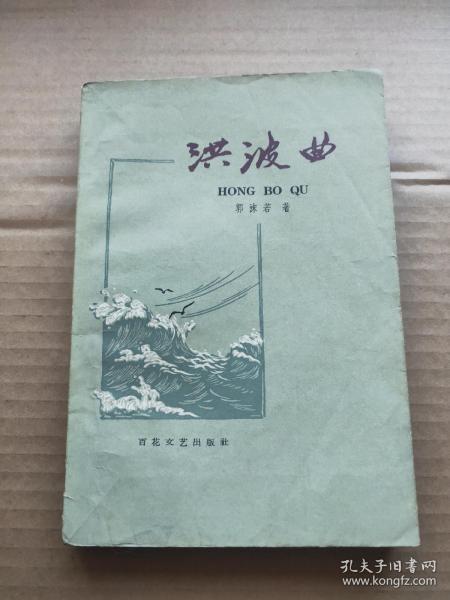 洪波曲
HONG BO QU
郭沫若 著
百花文艺出版社
孔夫子旧书网
www.kongfz.com